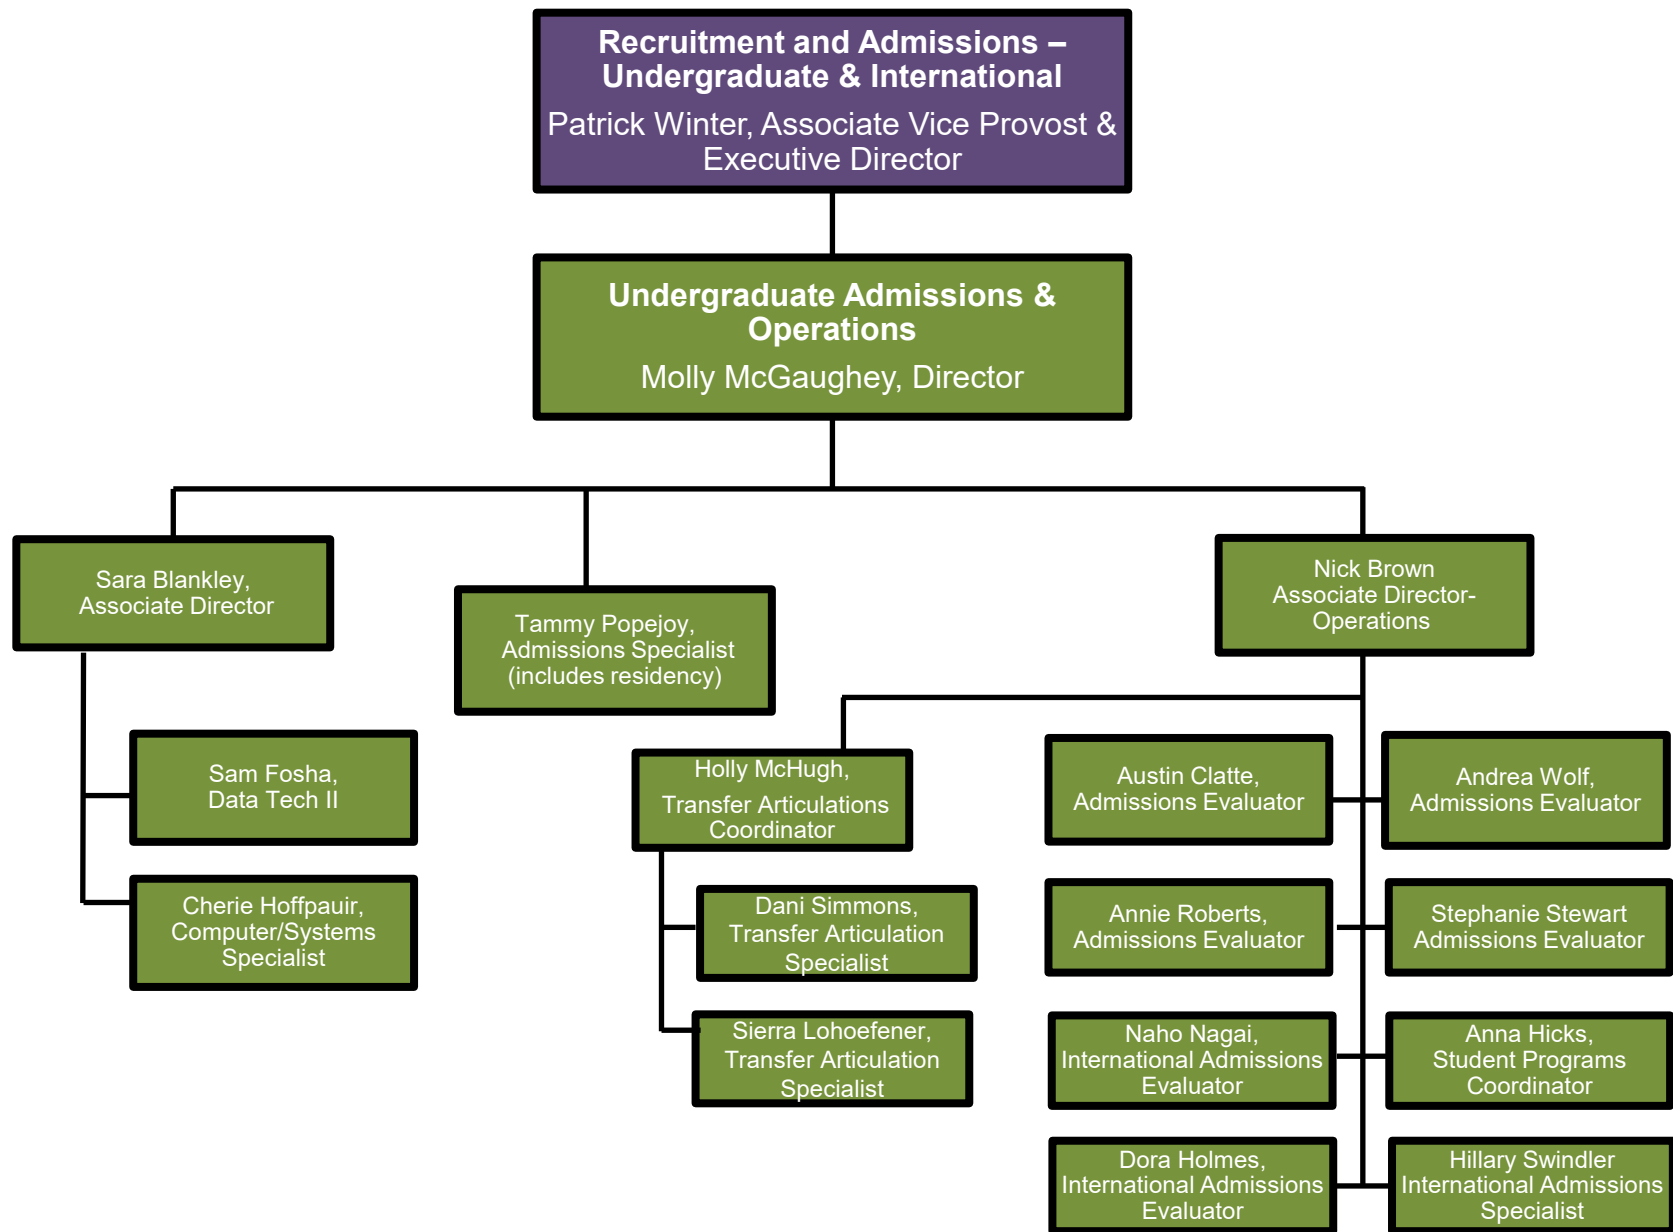 Recruitment and Admissions –
Undergraduate & International
Patrick Winter, Associate Vice Provost &
Executive Director
Undergraduate Admissions &
Operations
Molly McGaughey, Director
Sara Blankley,
Associate Director
Tammy Popejoy,
Admissions Specialist
(includes residency)
Nick Brown
Associate Director-
Operations
Sam Fosha,
Data Tech II
Cherie Hoffpauir,
Computer/Systems
Specialist
Holly McHugh,
Transfer Articulations
Coordinator
Dani Simmons,
Transfer Articulation
Specialist
Sierra Lohoefener,
Transfer Articulation
Specialist
Austin Clatte,
Admissions Evaluator
Andrea Wolf,
Admissions Evaluator
Annie Roberts,
Admissions Evaluator
Stephanie Stewart
Admissions Evaluator
Naho Nagai,
International Admissions
Evaluator
Anna Hicks,
Student Programs
Coordinator
Dora Holmes,
International Admissions
Evaluator
Hillary Swindler
International Admissions
Specialist